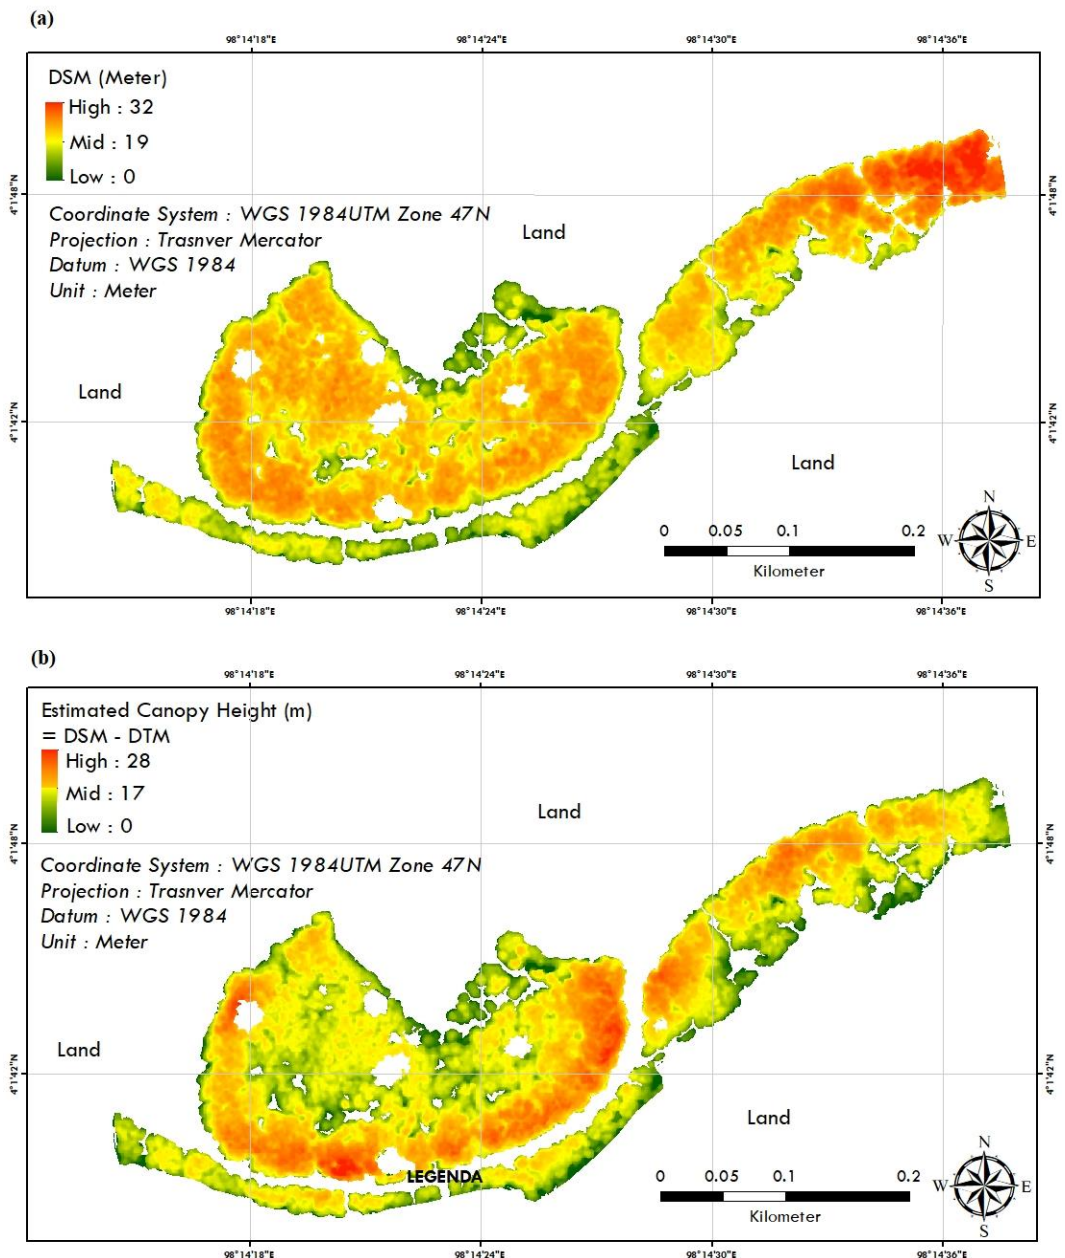 (a)
98°14'18"E 98°14'24"E 98°14'30"E 98°14'36"E
DSM (Meter)
High : 32
Mid : 19
Low : 0
4°1'48"N 4°1'48"N
Coordinate System : WGS 1984UTM Zone 47N
Projection : Trasnver Mercator
Datum : WGS 1984
Unit : Meter
Land
Land
4°1'42"N 4°1'42"N
Land
N
W E
S
0 0.05 0.1 0.2
Kilometer
98°14'18"E 98°14'24"E 98°14'30"E 98°14'36"E
(b)
98°14'18"E 98°14'24"E 98°14'30"E 98°14'36"E
Estimated Canopy Height (m)
= DSM - DTM
High : 28
Mid : 17
Low : 0
Land
4°1'48"N 4°1'48"N
Coordinate System : WGS 1984UTM Zone 47N
Projection : Trasnver Mercator
Datum : WGS 1984
Unit : Meter
Land
4°1'42"N 4°1'42"N
Land
LEGENDA
N
W E
S
0 0.05 0.1 0.2
Kilometer
98°14'18"E 98°14'24"E 98°14'30"E 98°14'36"E